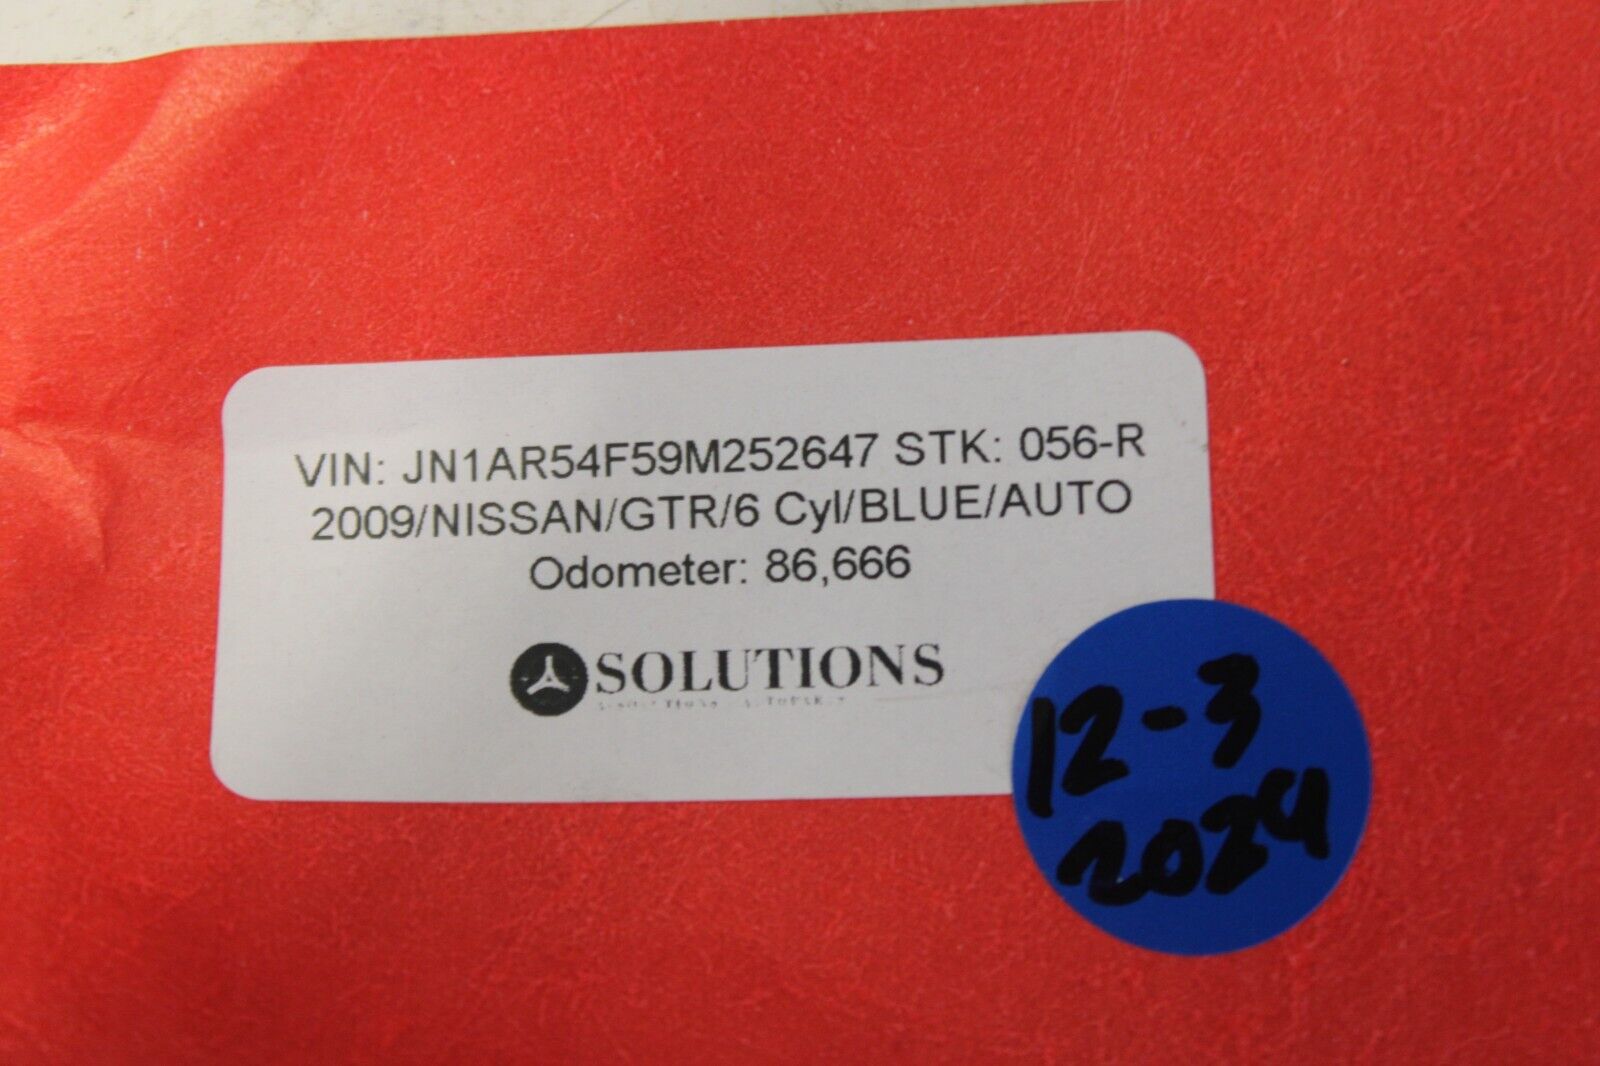 VIN: JN1AR54F59M252647 STK: 056-R
2009/NISSAN/GTR/6 Cyl/BLUE/AUTO
Odometer: 86,666
SOLUTIONS
12-3
2024